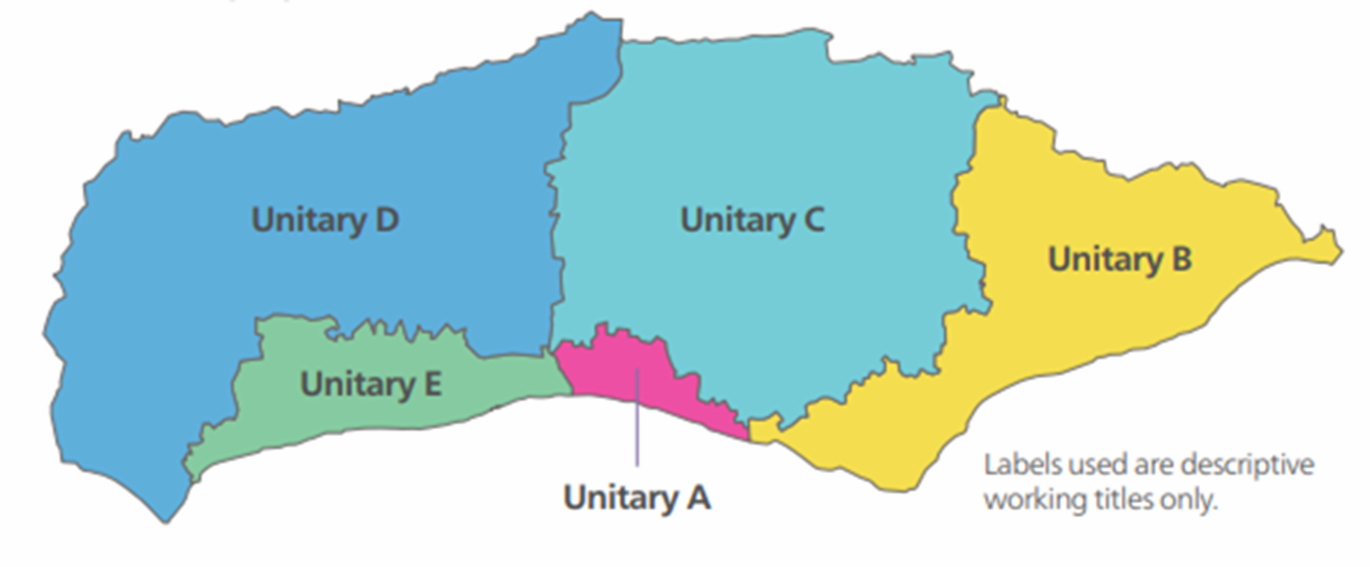 Unitary D
Unitary C
Unitary B
Unitary E
Unitary A
Labels used are descriptive
working titles only.